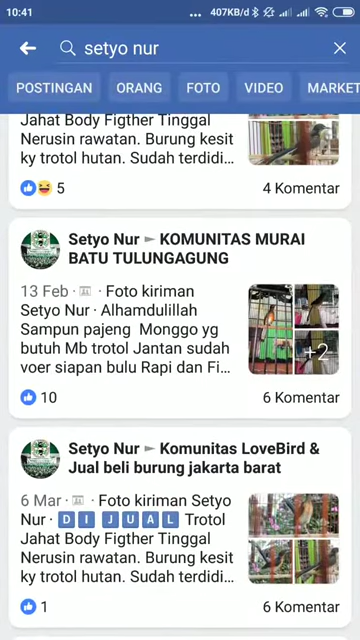 10:41
... 407KB/d
setyo nur
POSTINGAN ORANG FOTO VIDEO MARKET
Jahat Body Figther Tinggal
Nerusin rawatan. Burung kesit
ky trotol hutan. Sudah terdidi...
5 4 Komentar
Setyo Nur ► KOMUNITAS MURAI
BATU TULUNGAGUNG
13 Feb · Foto kiriman
Setyo Nur · Alhamdulillah
Sampun pajeng Monggo yg
butuh Mb trotol Jantan sudah
voer siapan bulu Rapi dan Fi...
+2
10 6 Komentar
Setyo Nur ► Komunitas LoveBird &
Jual beli burung jakarta barat
6 Mar · Foto kiriman Setyo
Nur · DI JUAL Trotol
Jahat Body Figther Tinggal
Nerusin rawatan. Burung kesit
ky trotol hutan. Sudah terdidi...
1 6 Komentar